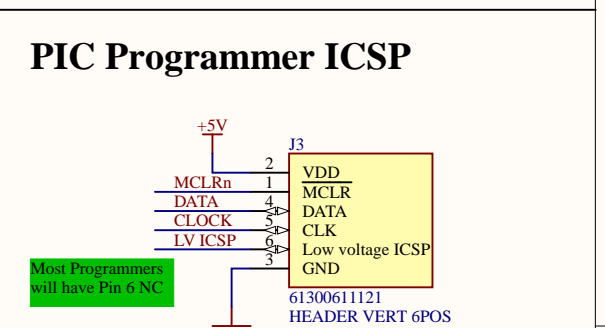 PIC Programmer ICSP
+5V
J3
2 VDD
MCLRn 1 MCLR
DATA 4 DATA
CLOCK 5 CLK
LV ICSP 6 Low voltage ICSP
3 GND
Most Programmers
will have Pin 6 NC
61300611121
HEADER VERT 6POS